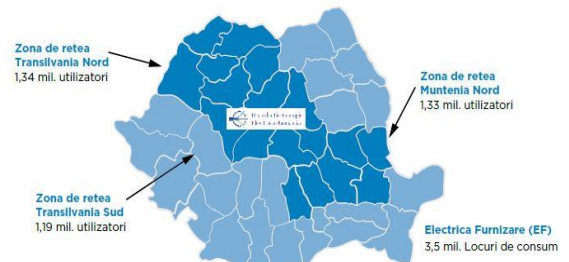 Zona de retea
Transilvania Nord
1,34 mil. utilizatori
Zona de retea
Muntenia Nord
1,33 mil. utilizatori
Zona de retea
Transilvania Sud
1,19 mil. utilizatori
Electrica Furnizare (EF)
3,5 mil. Locuri de consum